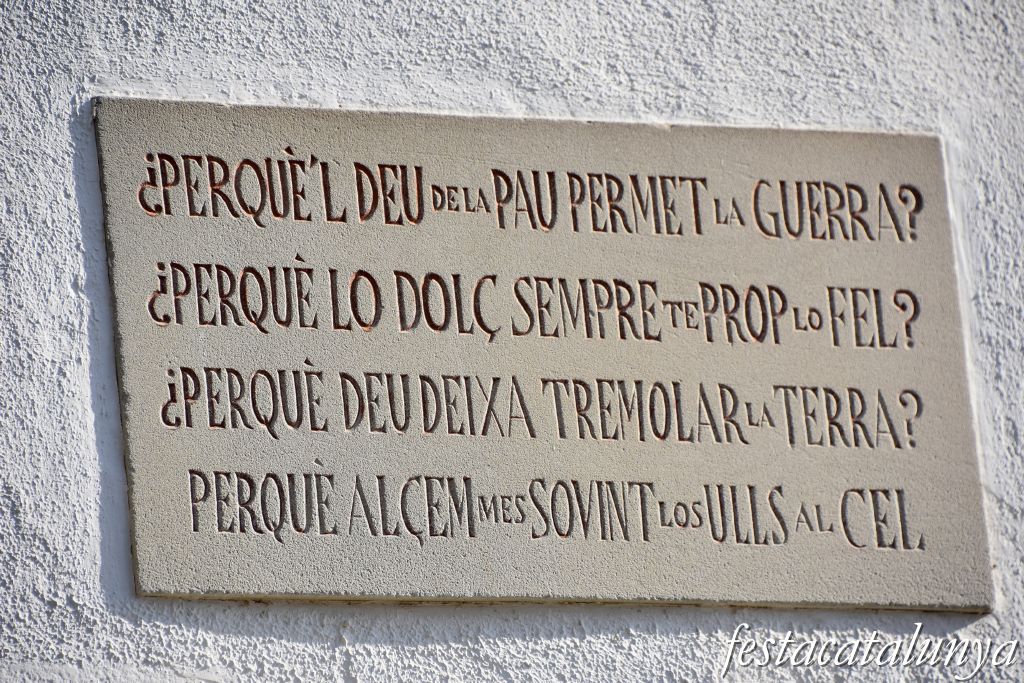 ¿PERQUÈ'L DEU DE LA PAU PERMET LA GUERRA?
¿PERQUÈ LO DOLÇ SEMPRE TE PROP LO FEL?
¿PERQUÈ DEU DEIXA TREMOLAR LA TERRA?
PERQUÈ ALÇEM MES SOVINT LOS ULLS AL CEL
festacatalunya